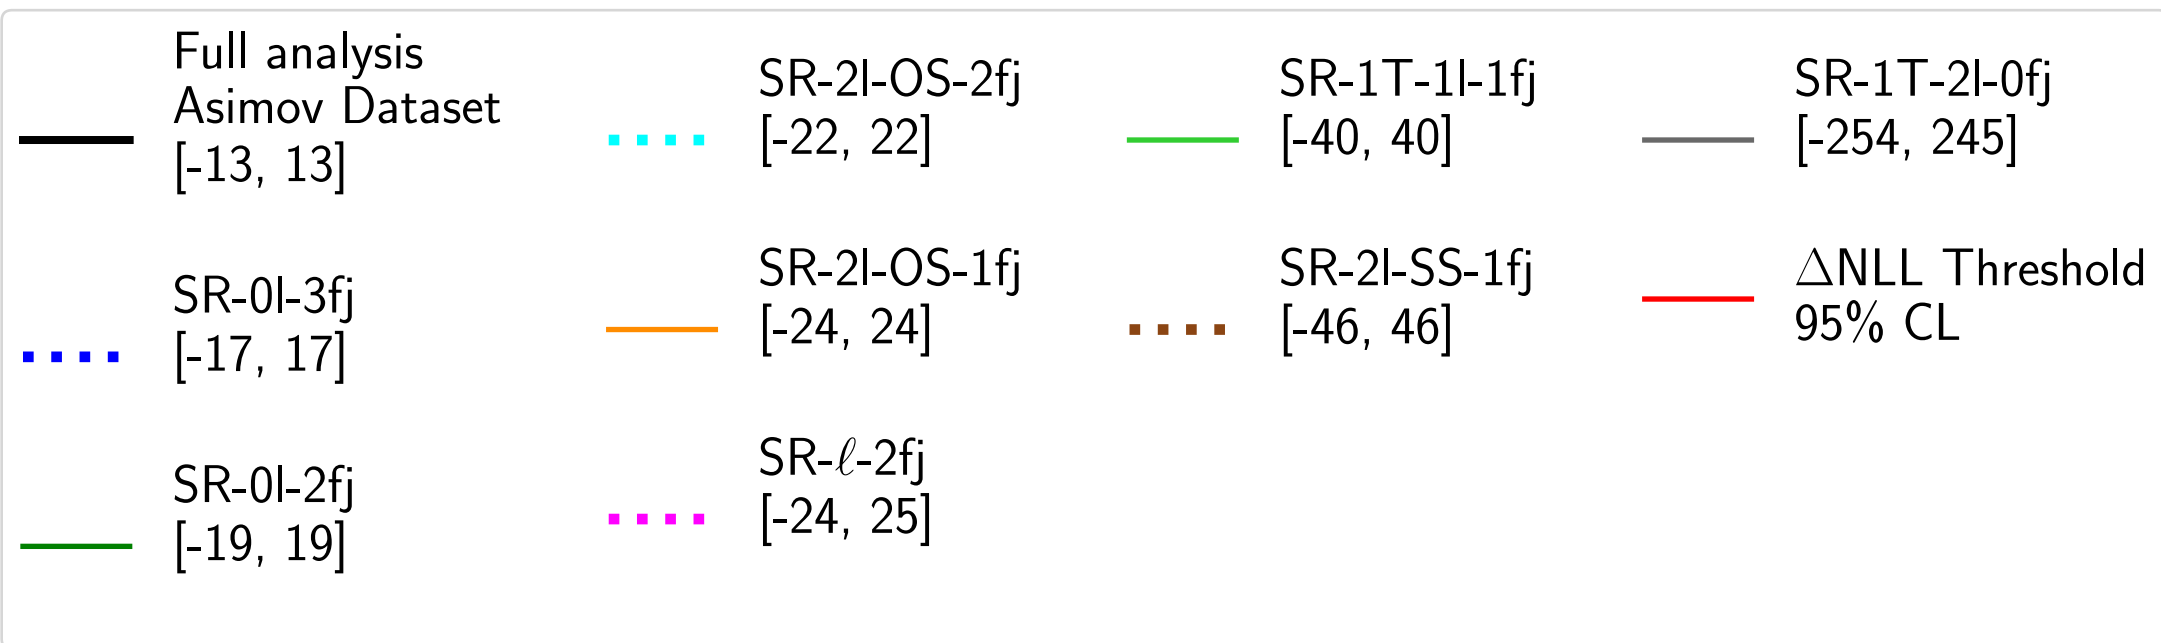 Full analysis
Asimov Dataset
[-13, 13]
SR-0l-3fj
[-17, 17]
SR-0l-2fj
[-19, 19]
SR-2l-OS-2fj
[-22, 22]
SR-2l-OS-1fj
[-24, 24]
SR-ℓ-2fj
[-24, 25]
SR-1T-1l-1fj
[-40, 40]
SR-2l-SS-1fj
[-46, 46]
SR-1T-2l-0fj
[-254, 245]
△NLL Threshold
95% CL